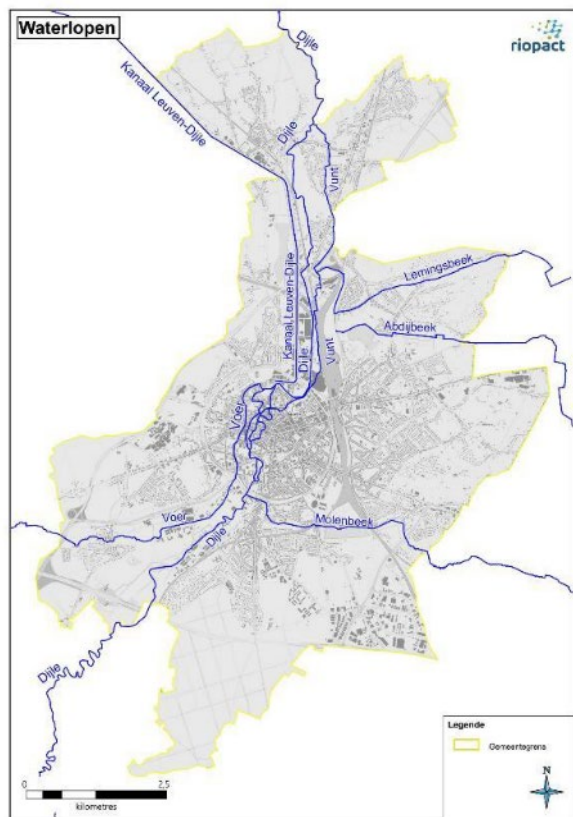 Waterlopen
riopact
Dijle
Kanaal Leuven-Dijle
Dijle
Vunt
Lemingsbeek
Kanaal Leuven-Dijle
Abdijbeek
Dijle
Vunt
Voer
Voer
Molenbeek
Dijle
Dijle
Legende
Gemeentegrens
N
0 2,5
kilometres